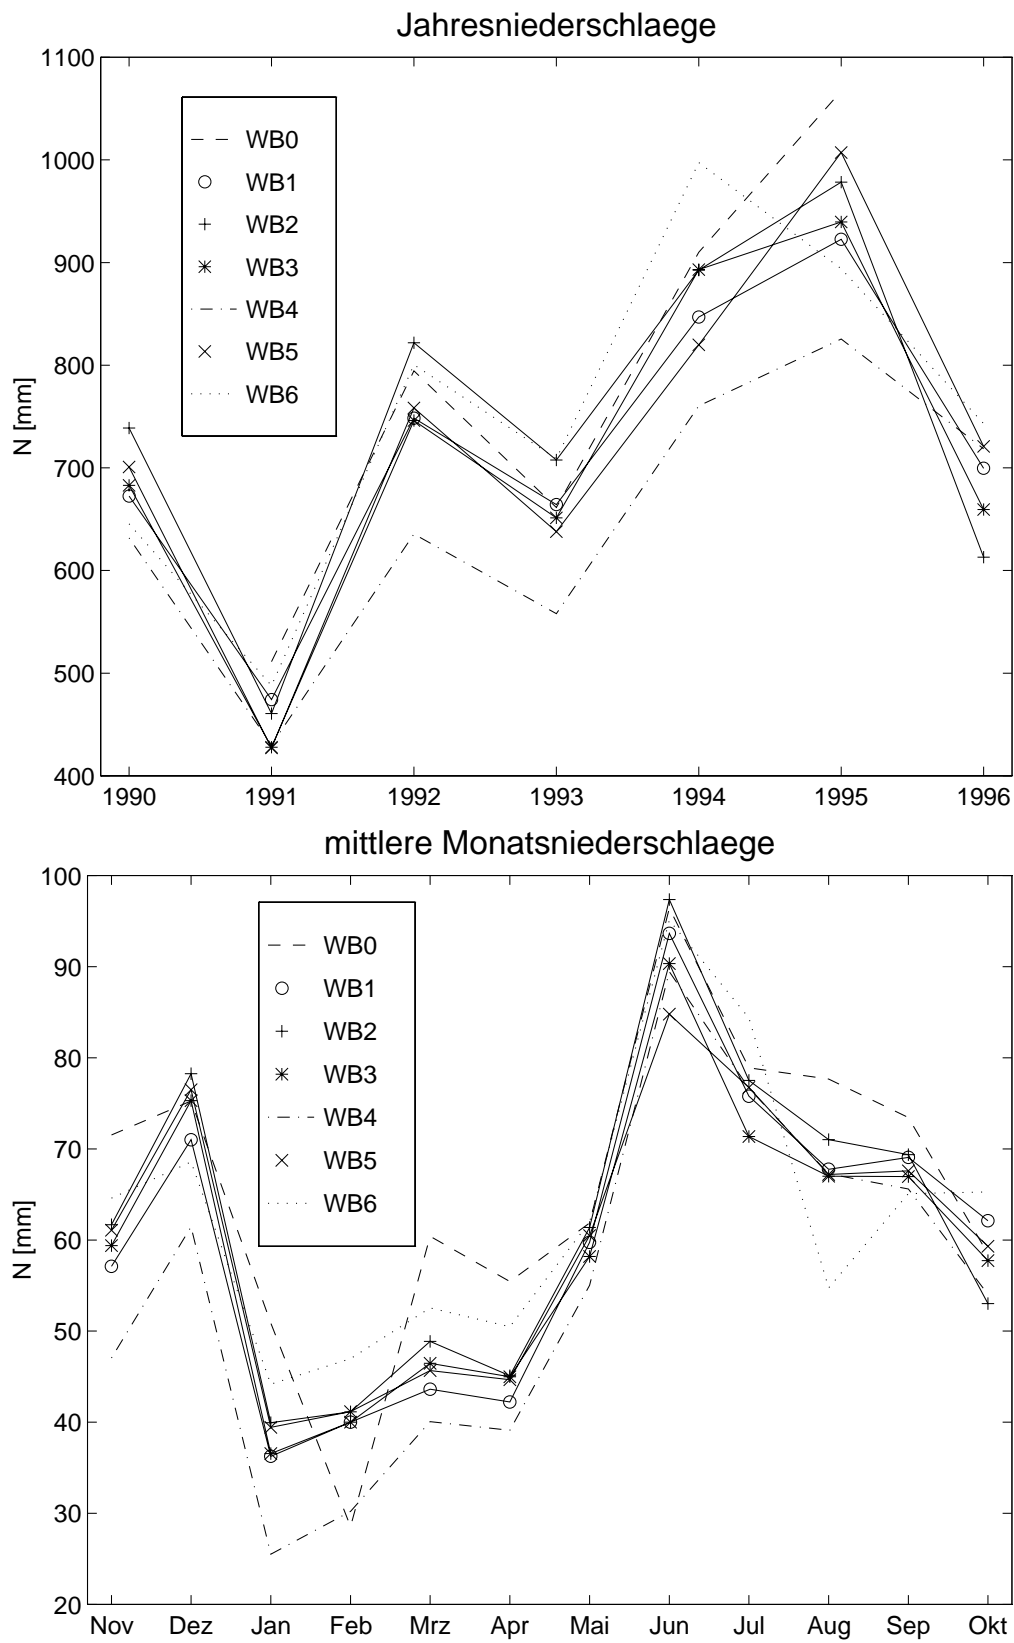 Jahresniederschlaege
1100
1000
900
800
700
600
500
400
N [mm]
WB0
WB1
WB2
WB3
WB4
WB5
WB6
1990 1991 1992 1993 1994 1995 1996
mittlere Monatsniederschlaege
100
90
80
70
60
50
40
30
20
N [mm]
WB0
WB1
WB2
WB3
WB4
WB5
WB6
Nov Dez Jan Feb Mrz Apr Mai Jun Jul Aug Sep Okt